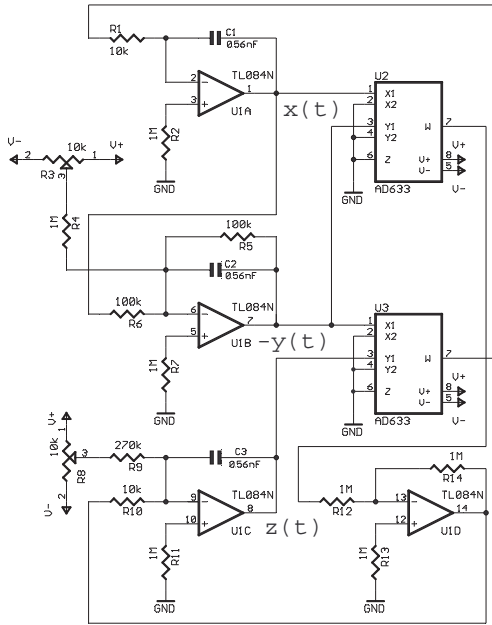 R1
10k
C1
056nF
TL084N
2
3
1
U1A
1M
R2
GND
x(t)
U2
1 X1
2 X2
3 Y1
4 Y2
6 Z
W 7
V+ 8
V- 5
V+
V-
GND
AD633
V-
2
10k
1
V+
R3
3
1M
R4
100k
R5
C2
056nF
100k
R6
TL084N
6
5
7
U1B
-y(t)
1M
R7
GND
U3
1 X1
2 X2
3 Y1
4 Y2
6 Z
W 7
V+ 8
V- 5
V+
V-
GND
AD633
V+
1
10k
3
R8
2
V-
270k
R9
C3
056nF
10k
R10
TL084N
9
10
8
U1C
z(t)
1M
R11
GND
1M
R14
1M
R12
TL084N
13
12
14
U1D
1M
R13
GND